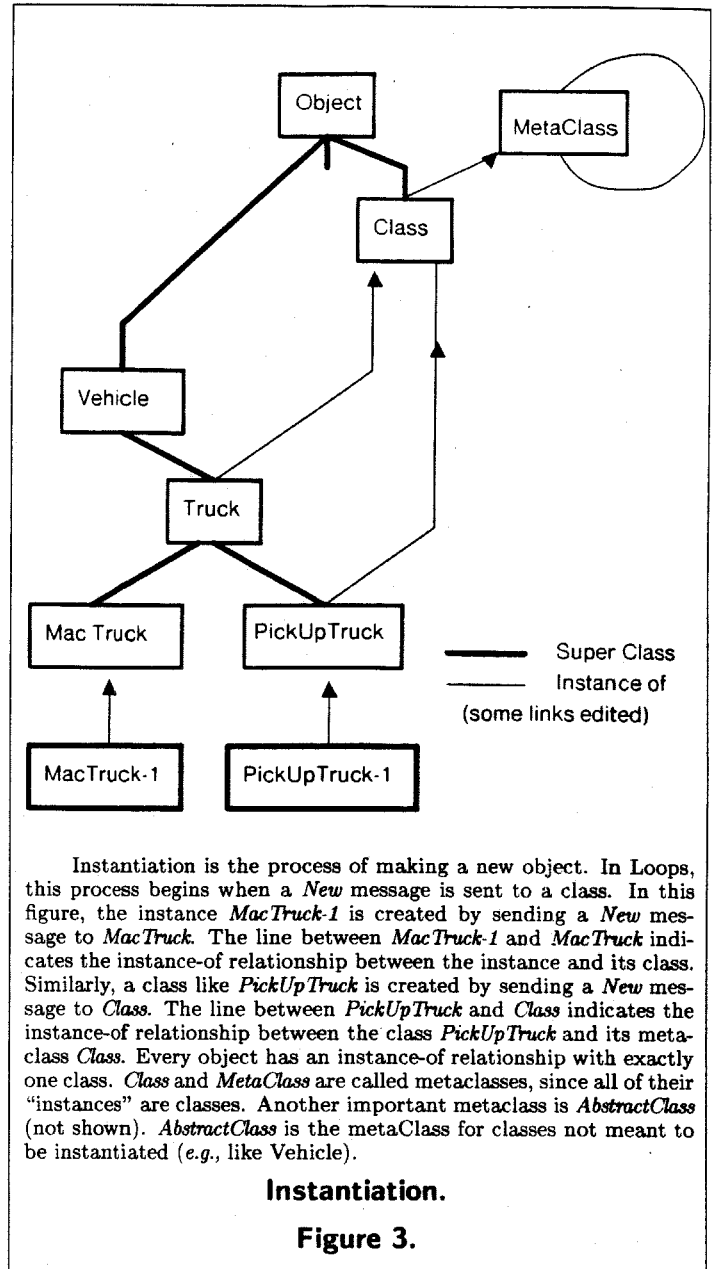 Object
MetaClass
Class
Vehicle
Truck
Mac Truck
PickUpTruck
Super Class
Instance of
(some links edited)
MacTruck-1
PickUpTruck-1
Instantiation is the process of making a new object. In Loops,
this process begins when a New message is sent to a class. In this
figure, the instance MacTruck-1 is created by sending a New mes-
sage to MacTruck. The line between MacTruck-1 and MacTruck indi-
cates the instance-of relationship between the instance and its class.
Similarly, a class like PickUpTruck is created by sending a New mes-
sage to Class. The line between PickUpTruck and Class indicates the
instance-of relationship between the class PickUpTruck and its meta-
class Class. Every object has an instance-of relationship with exactly
one class. Class and MetaClass are called metaclasses, since all of their
“instances” are classes. Another important metaclass is AbstractClass
(not shown). AbstractClass is the metaClass for classes not meant to
be instantiated (e.g., like Vehicle).
Instantiation.
Figure 3.